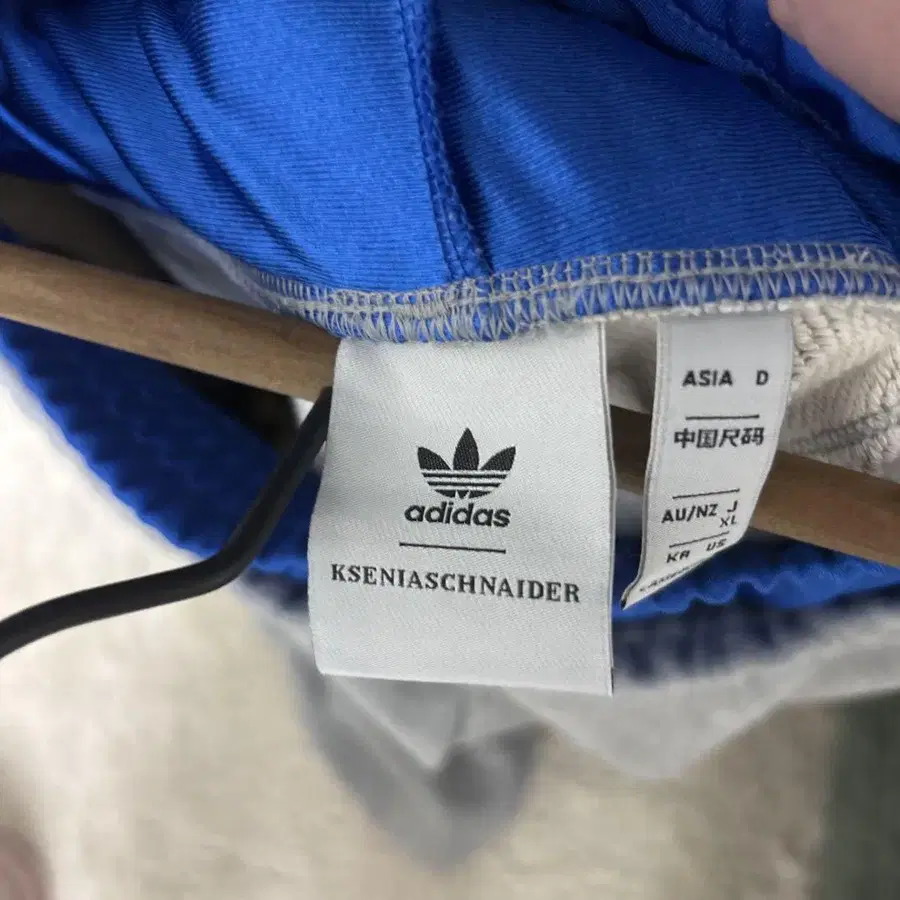 adidas
KSENIASCHNAIDER
ASIA D
中国尺码
AU/NZ J
XL
KR US